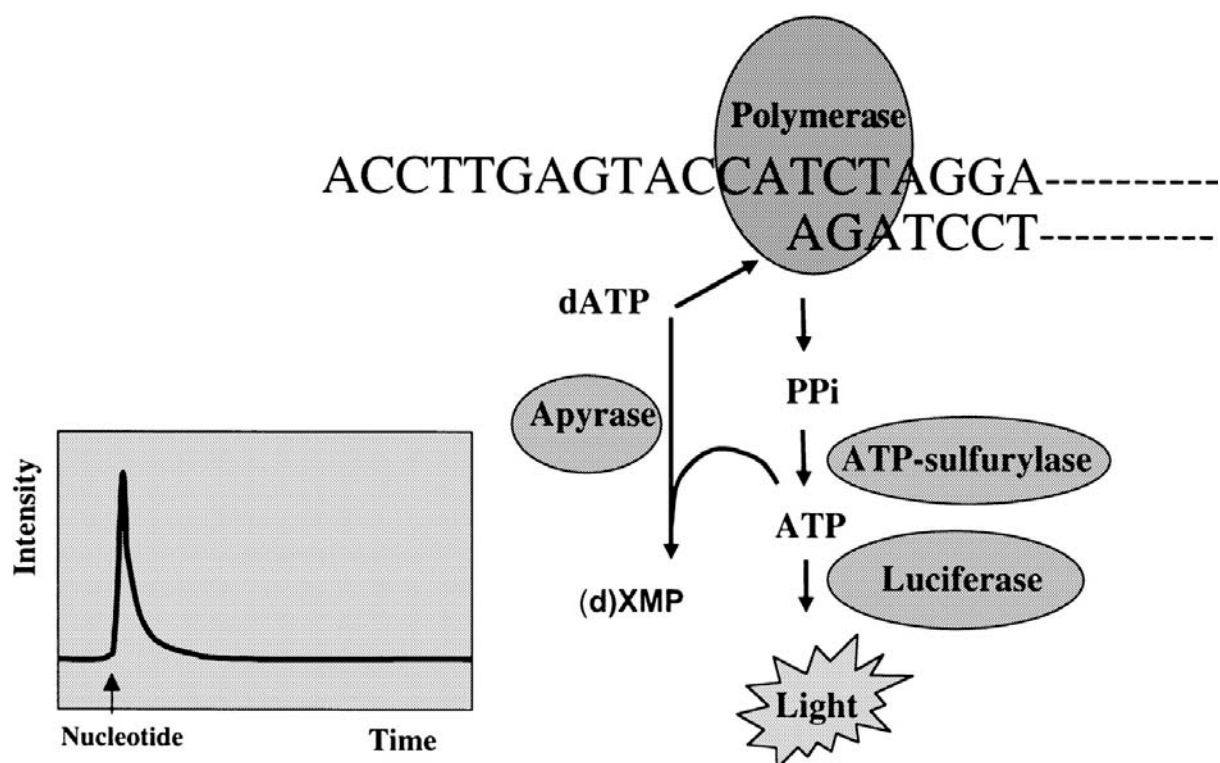 Polymerase
ACCTTGAGTACCATCTAGGA-----------
AGATCCT-----------
dATP
PPi
Apyrase
ATP-sulfurylase
ATP
Luciferase
(d)XMP
Light
Intensity
Nucleotide
Time